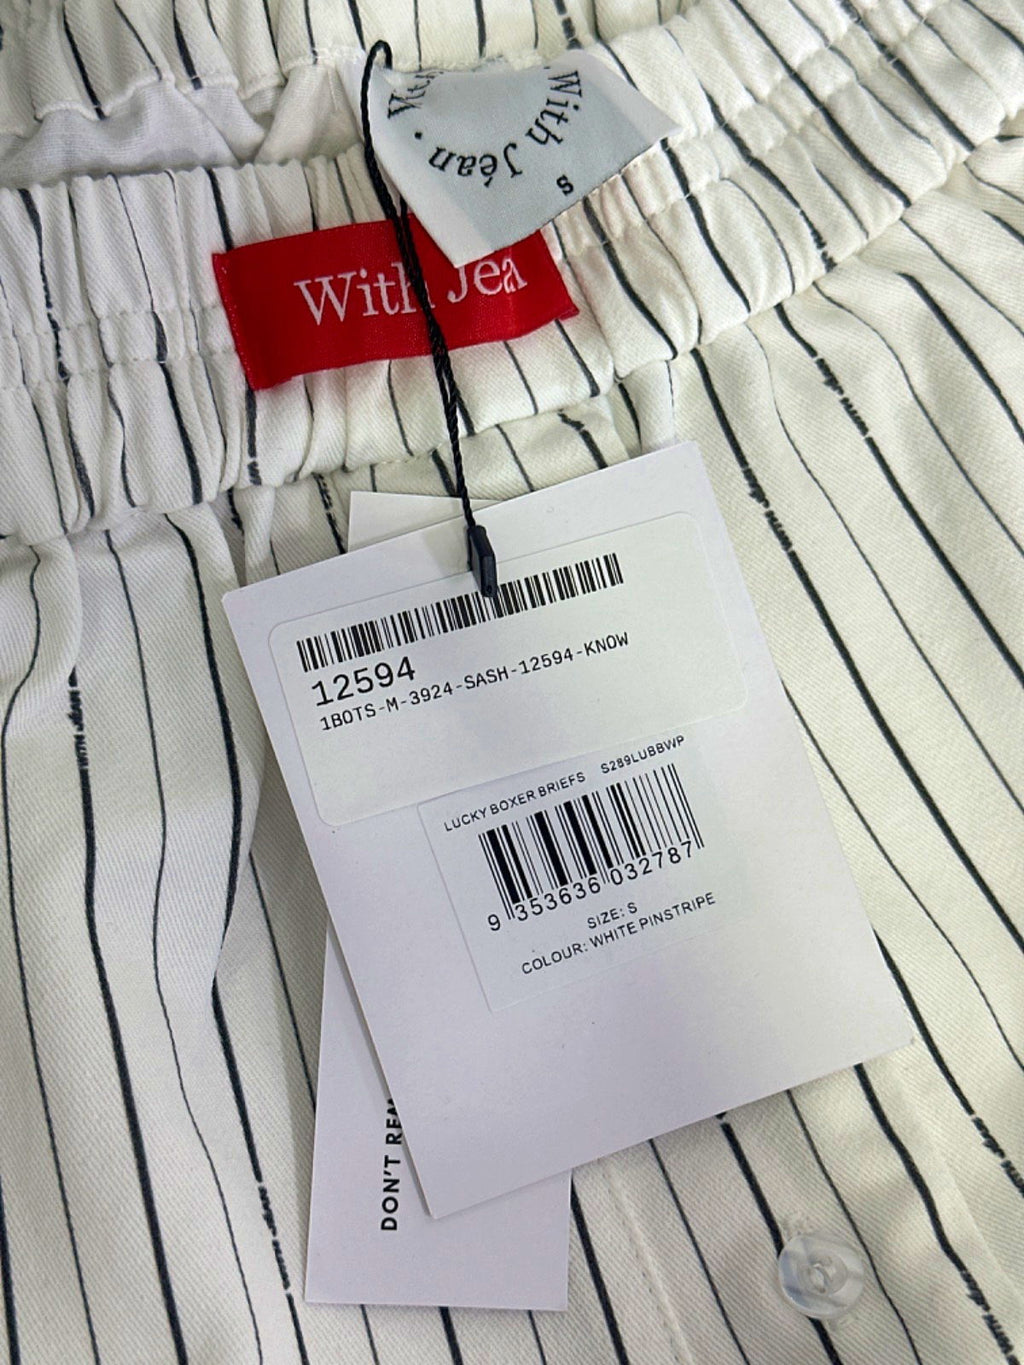 With Jéan
S
With Jea
12594
1BOTS-M-3924-SASH-12594-KNOW
LUCKY BOXER BRIEFS S289LUBBWP
9 353636 032787
SIZE: S
COLOUR: WHITE PINSTRIPE
DON'T